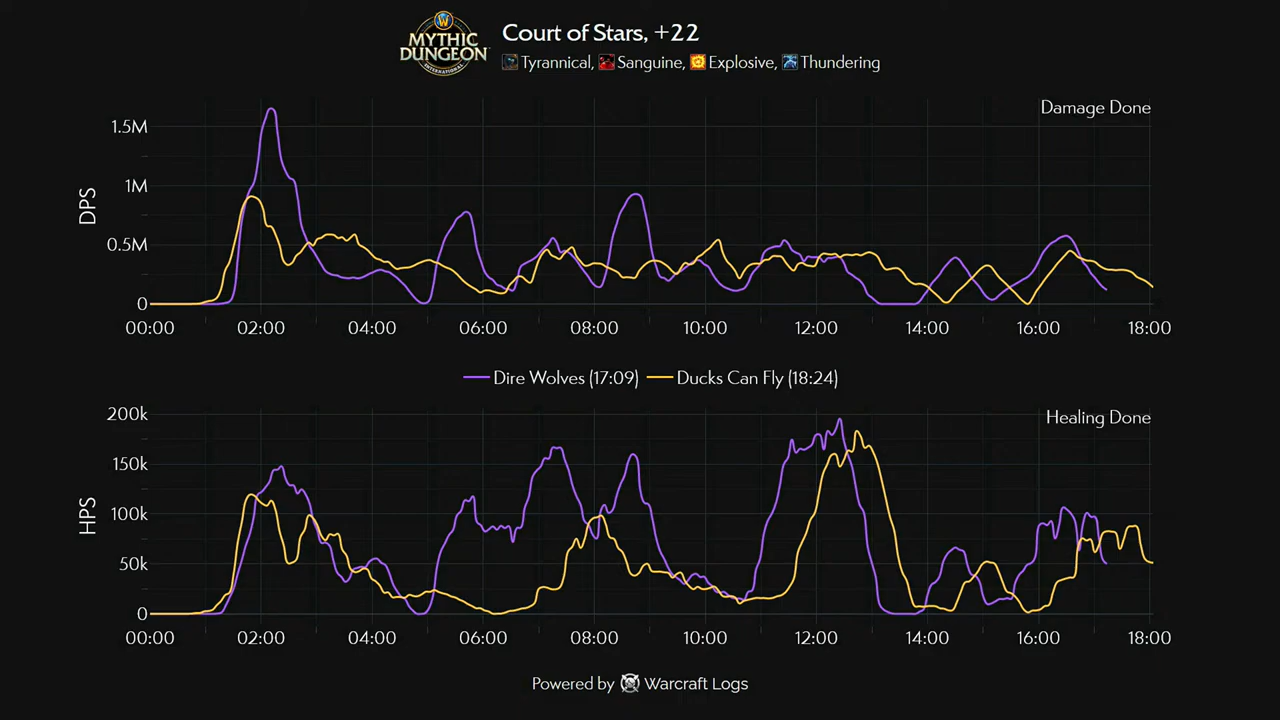 W
MYTHIC
DUNGEON
INTERNATIONAL
Court of Stars, +22
Tyrannical, Sanguine, Explosive, Thundering
Damage Done
DPS
1.5M
1M
0.5M
0
00:00 02:00 04:00 06:00 08:00 10:00 12:00 14:00 16:00 18:00
Dire Wolves (17:09) Ducks Can Fly (18:24)
Healing Done
HPS
200k
150k
100k
50k
0
00:00 02:00 04:00 06:00 08:00 10:00 12:00 14:00 16:00 18:00
Powered by Warcraft Logs